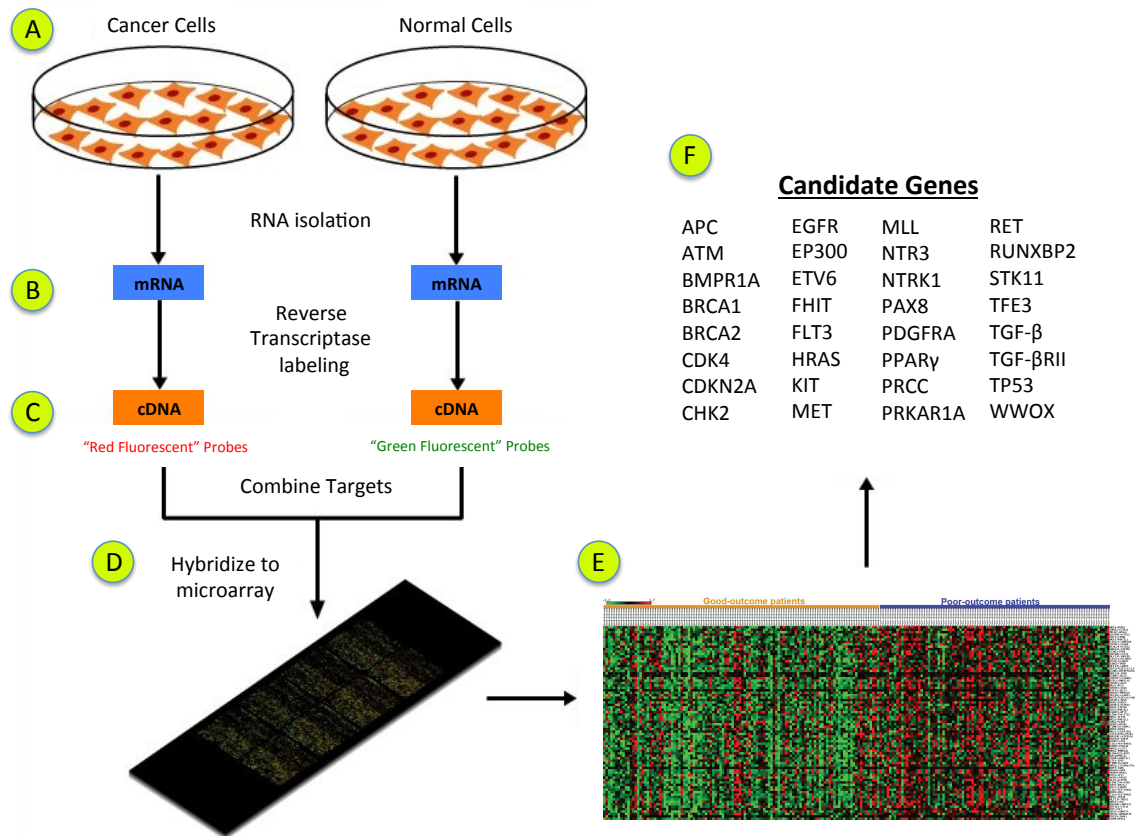 A
Cancer Cells
Normal Cells
RNA isolation
B
mRNA
mRNA
Reverse
Transcriptase
labeling
C
cDNA
cDNA
“Red Fluorescent” Probes
“Green Fluorescent” Probes
Combine Targets
D
Hybridize to
microarray
E
Good-outcome patients
Poor-outcome patients
F
Candidate Genes
APC
ATM
BMPR1A
BRCA1
BRCA2
CDK4
CDKN2A
CHK2
EGFR
EP300
ETV6
FHIT
FLT3
HRAS
KIT
MET
MLL
NTR3
NTRK1
PAX8
PDGFRA
PPARγ
PRCC
PRKAR1A
RET
RUNXBP2
STK11
TFE3
TGF-β
TGF-βRII
TP53
WWOX